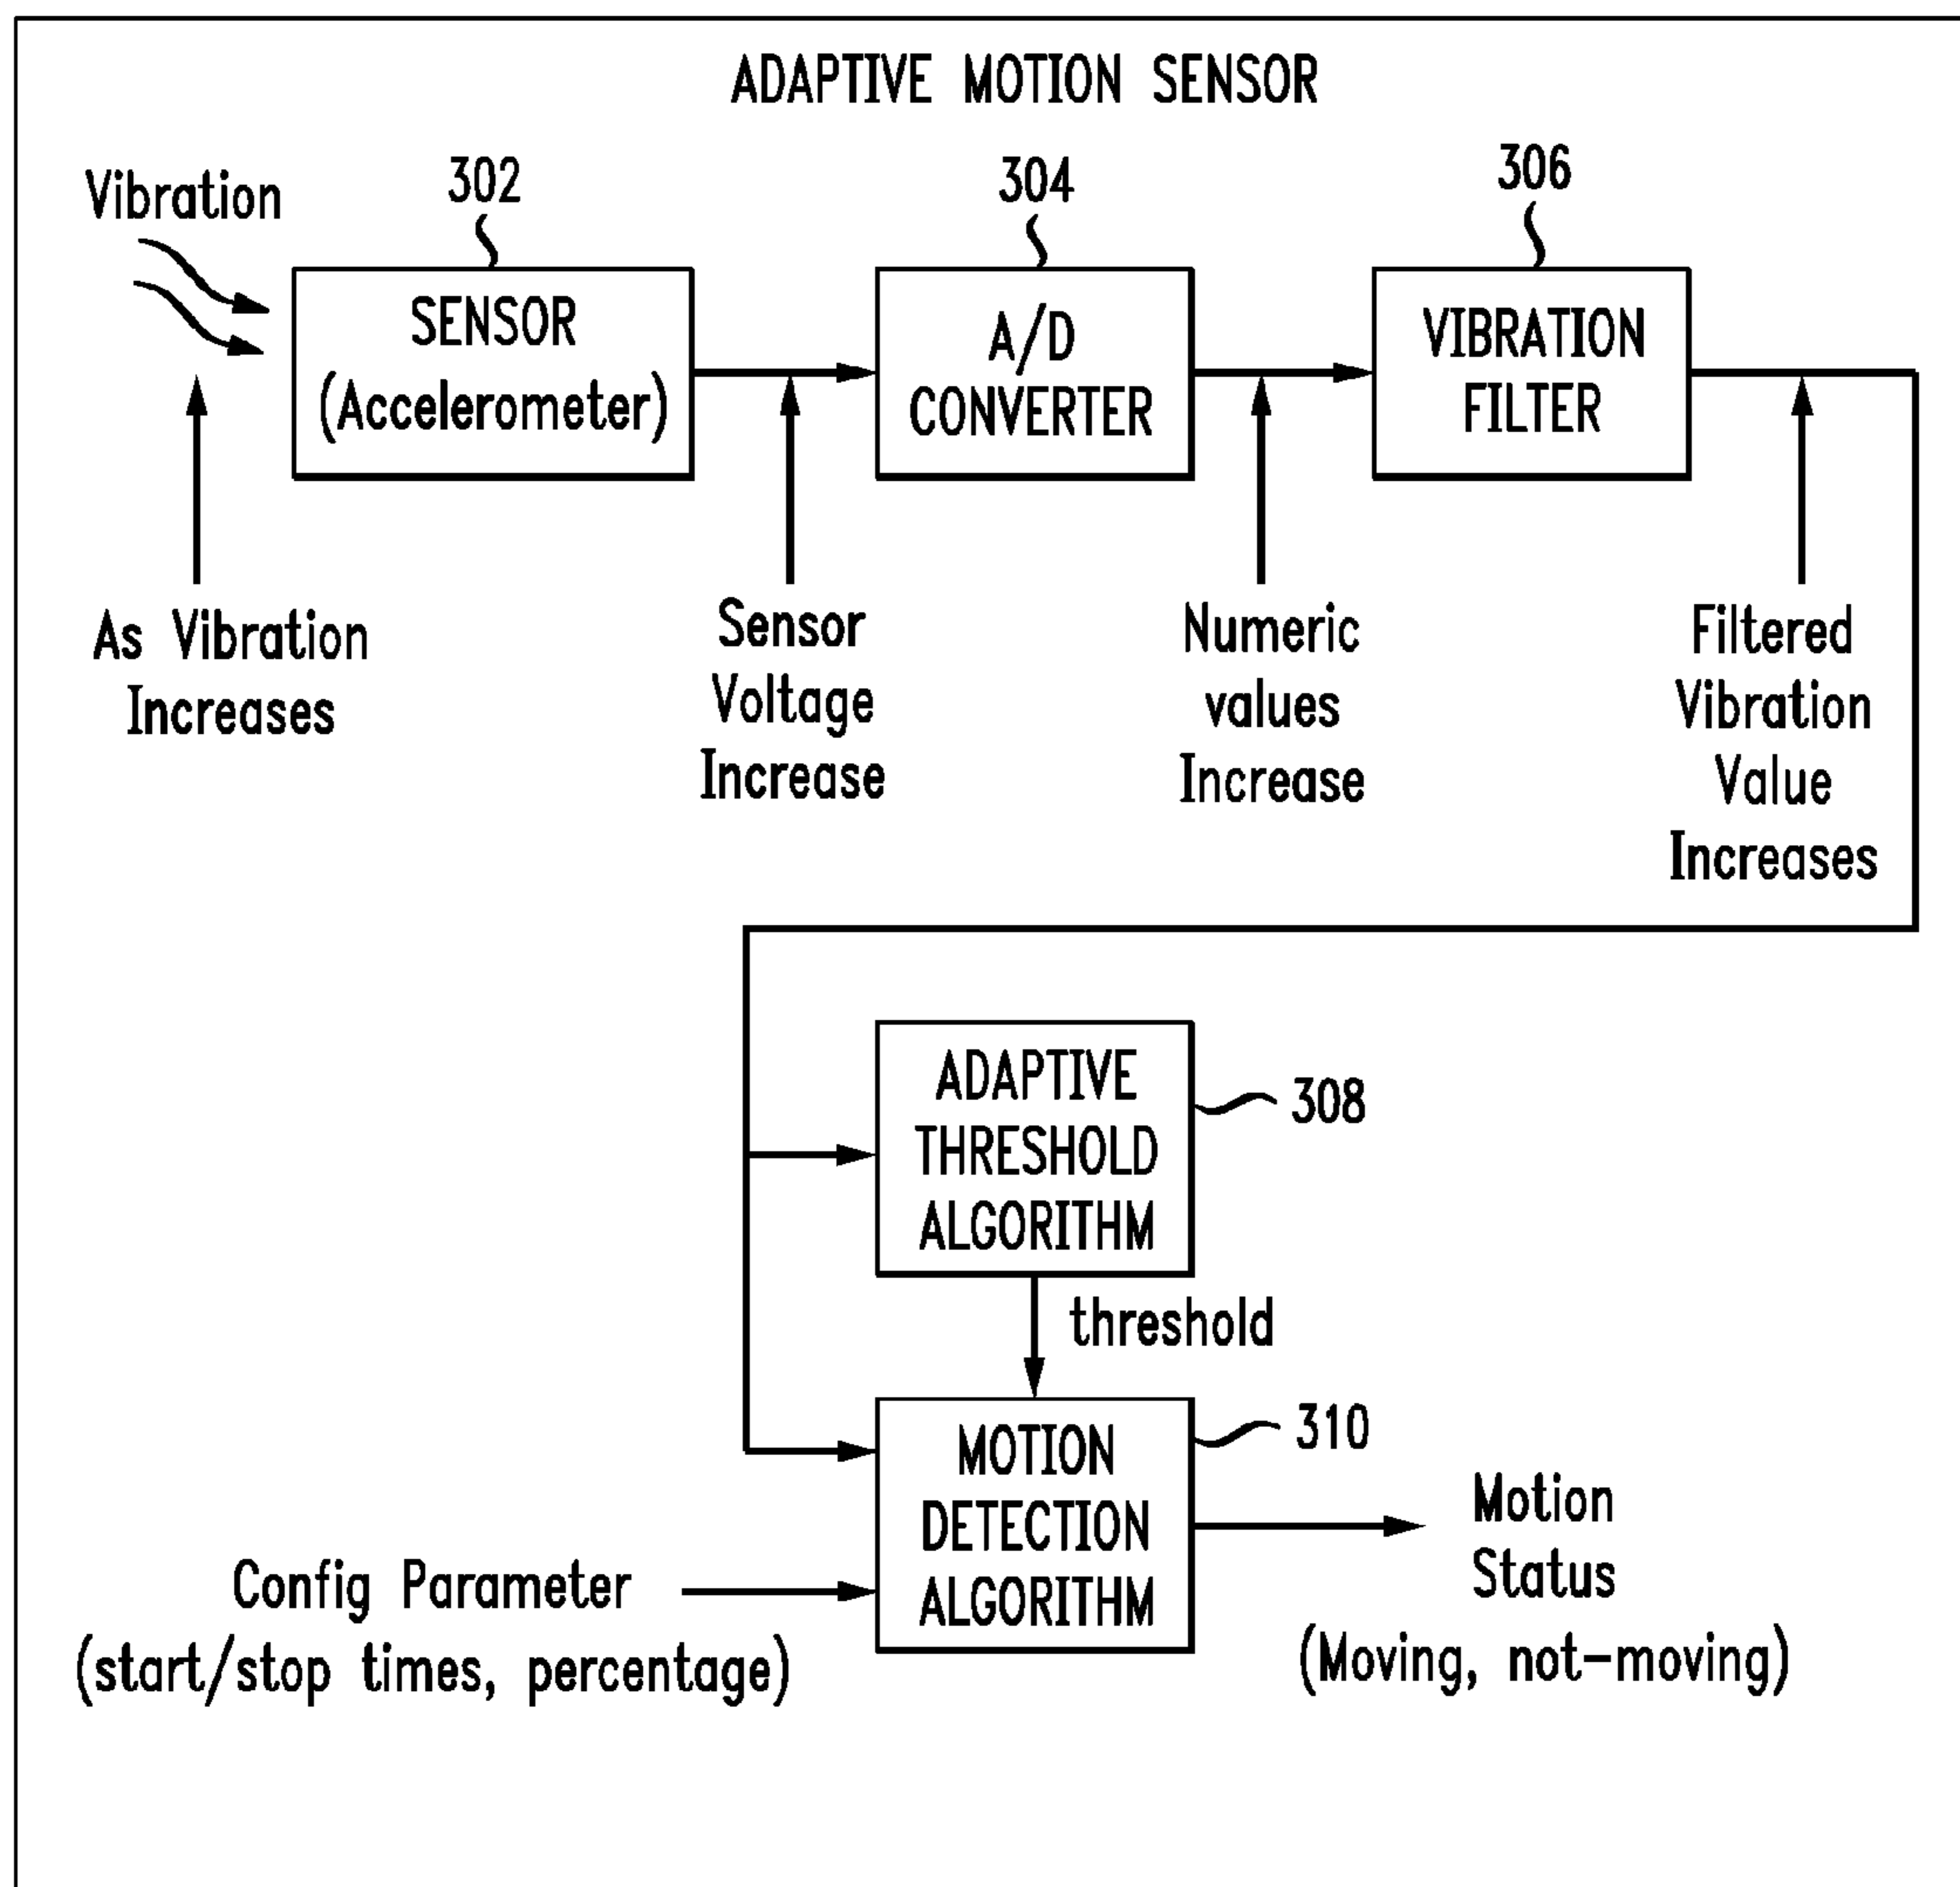 ADAPTIVE MOTION SENSOR
Vibration
302
304
306
SENSOR
(Accelerometer)
A/D
CONVERTER
VIBRATION
FILTER
As Vibration
Increases
Sensor
Voltage
Increase
Numeric
values
Increase
Filtered
Vibration
Value
Increases
ADAPTIVE
THRESHOLD
ALGORITHM
308
threshold
MOTION
DETECTION
ALGORITHM
310
Config Parameter
(start/stop times, percentage)
Motion
Status
(Moving, not-moving)